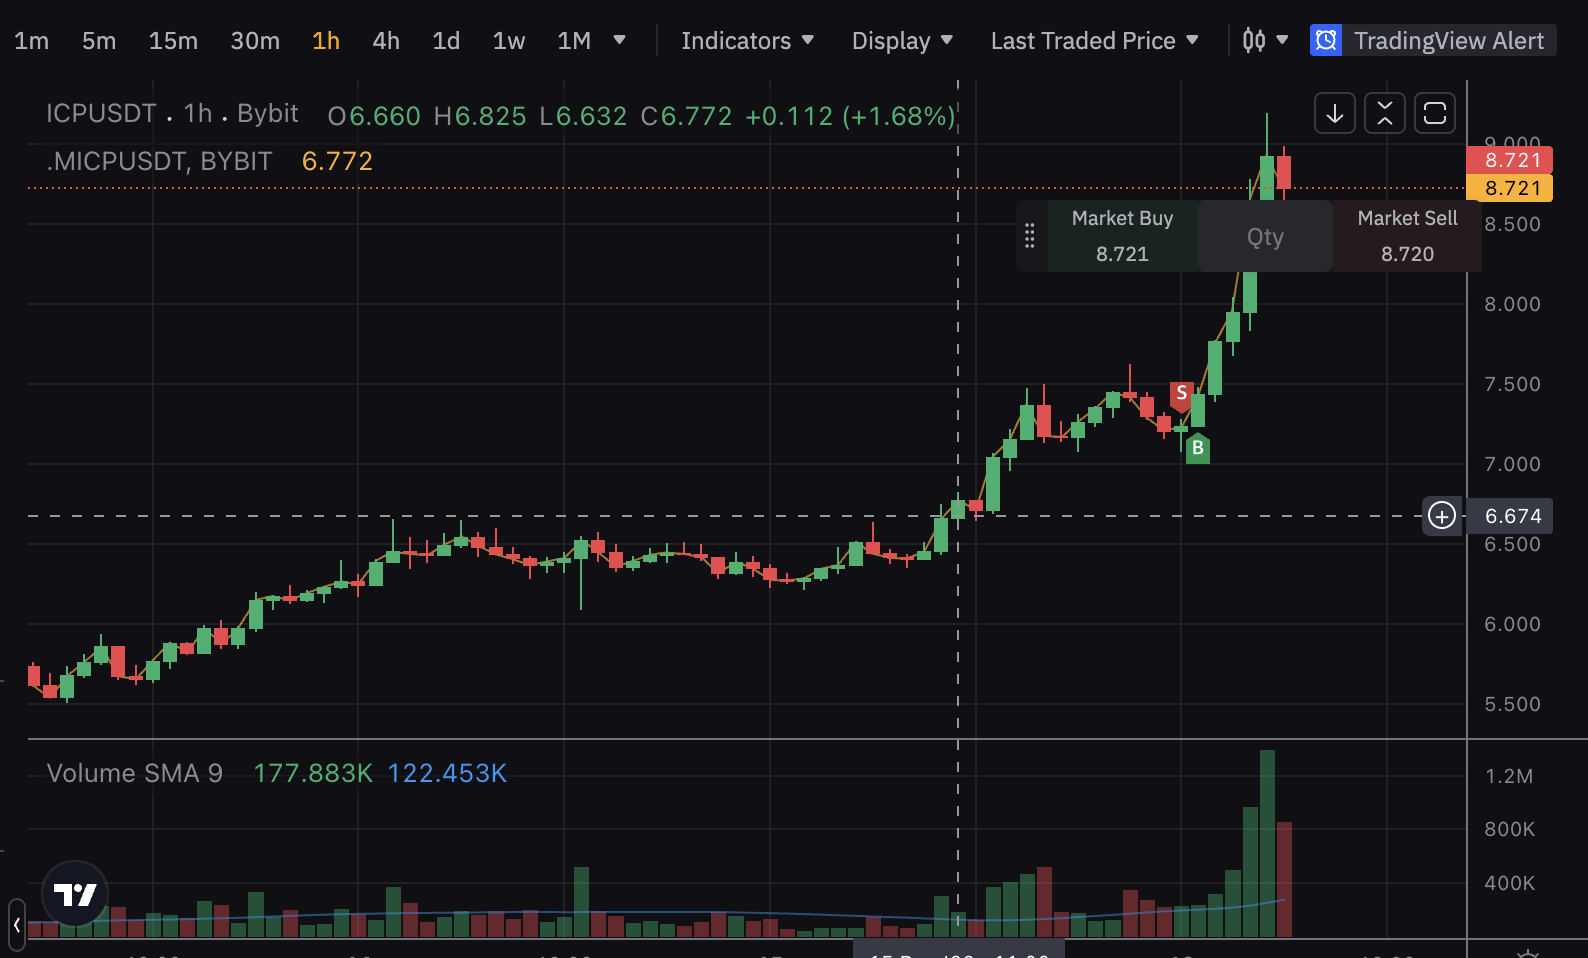 1m 5m 15m 30m 1h 4h 1d 1w 1M Indicators Display Last Traded Price TradingView Alert
ICPUSDT . 1h . Bybit O6.660 H6.825 L6.632 C6.772 +0.112 (+1.68%)
.MICPUSDT, BYBIT 6.772
9.000
8.721
8.721
Market Buy Qty Market Sell
8.721 8.720
8.500
8.000
7.500
S
B
7.000
6.674
6.500
6.000
5.500
Volume SMA 9 177.883K 122.453K
1.2M
800K
400K